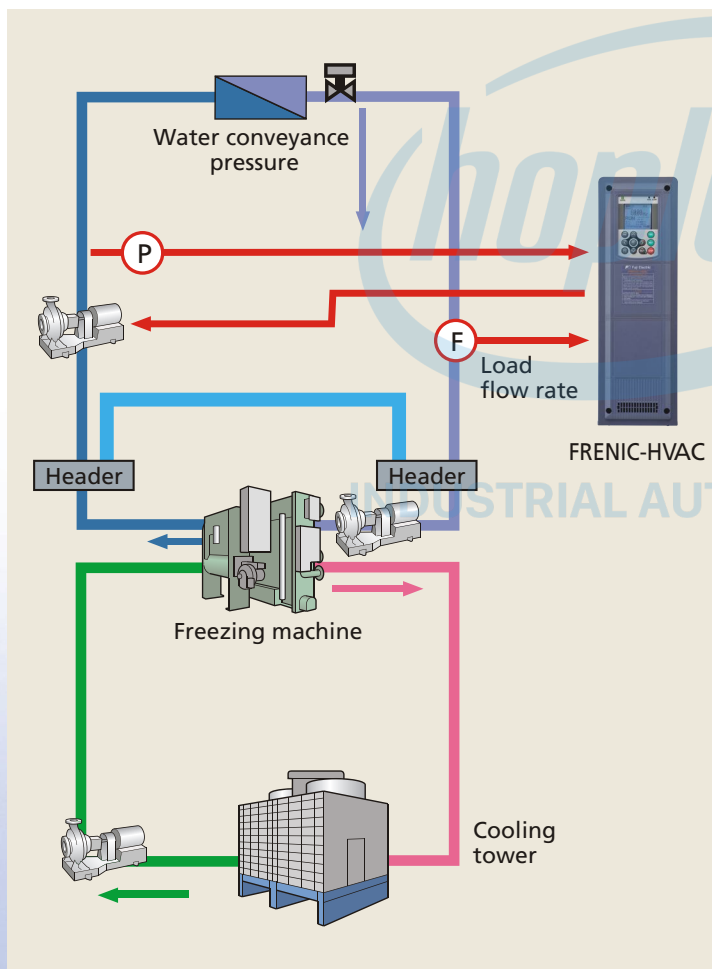 Water conveyance
pressure
P
F
Load
flow rate
FRENIC-HVAC
Header
Header
INDUSTRIAL AUT
Freezing machine
Cooling
tower